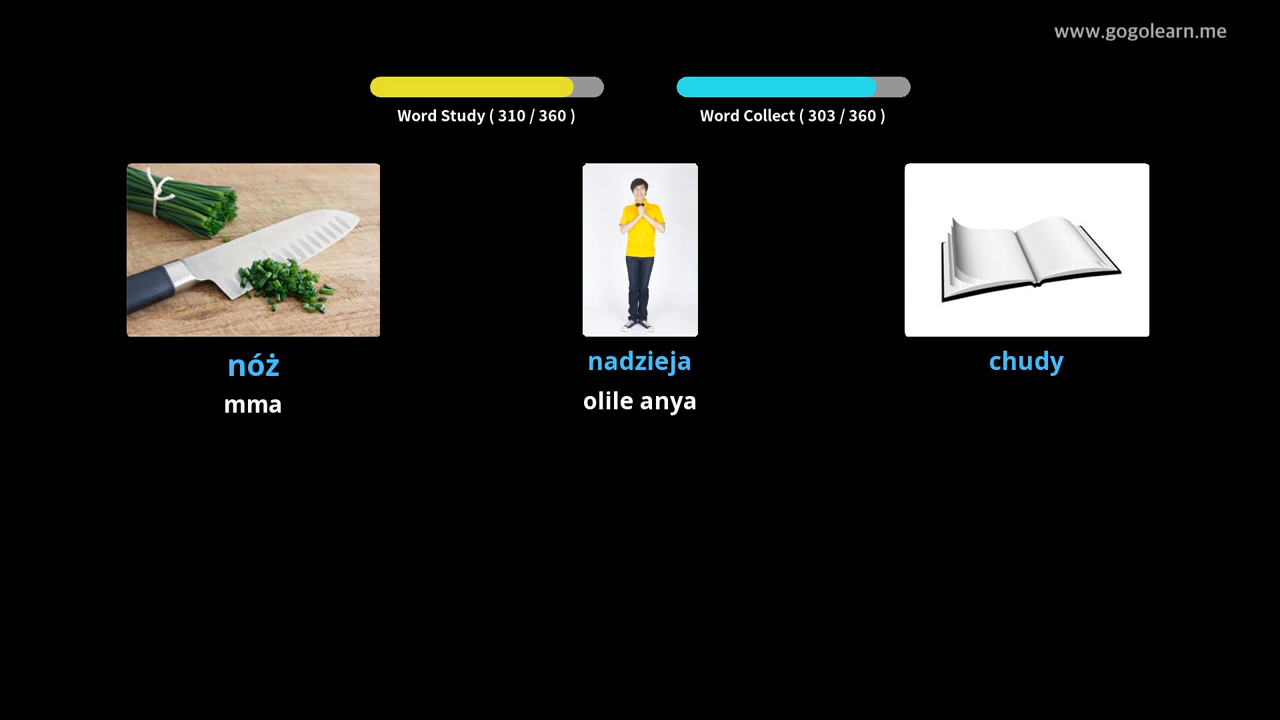 www.gogolearn.me
Word Study ( 310 / 360 )
Word Collect ( 303 / 360 )
nóż
mma
nadzieja
olile anya
chudy